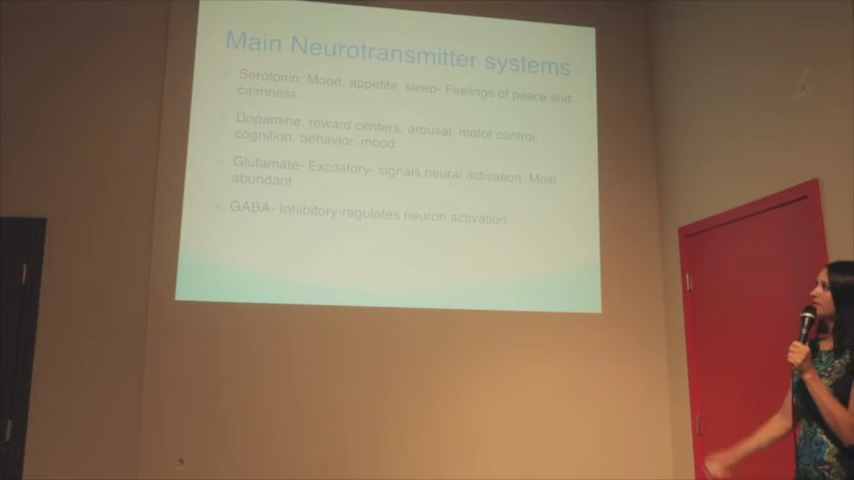 Main Neurotransmitter systems
Serotonin: Mood, appetite, sleep- Feelings of peace and
calmness
Dopamine: reward centers, arousal, motor control,
cognition, behavior, mood.
Glutamate- Excitatory- signals neural activation. Most
abundant
GABA- Inhibitory-regulates neuron activation.